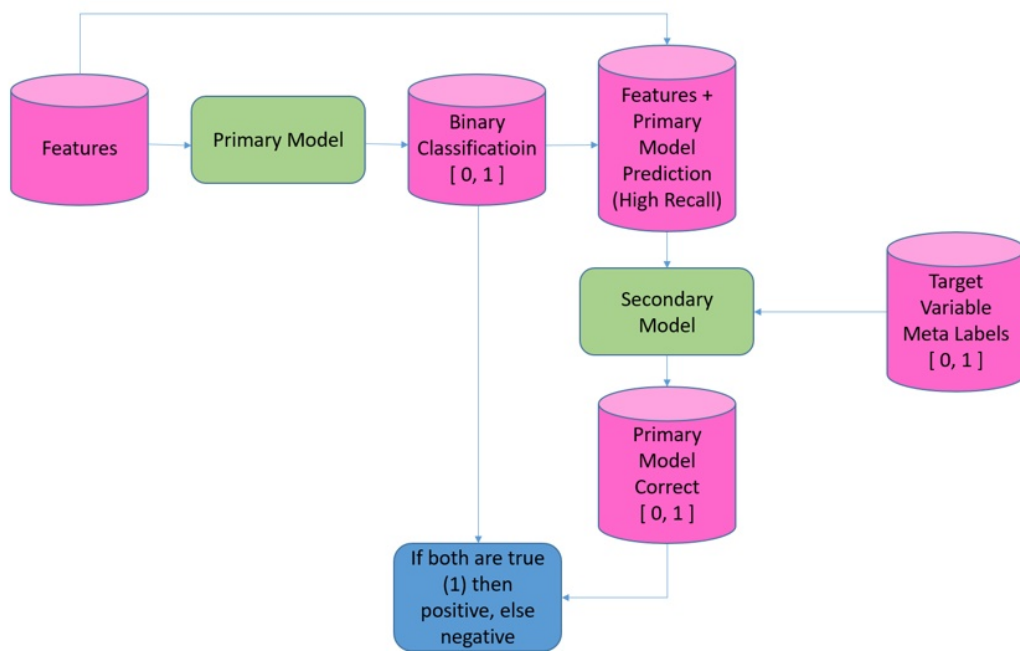 Features
Primary Model
Binary
Classificatioin
[ 0, 1 ]
Features +
Primary
Model
Prediction
(High Recall)
Secondary
Model
Target
Variable
Meta Labels
[ 0, 1 ]
Primary
Model
Correct
[ 0, 1 ]
If both are true
(1) then
positive, else
negative